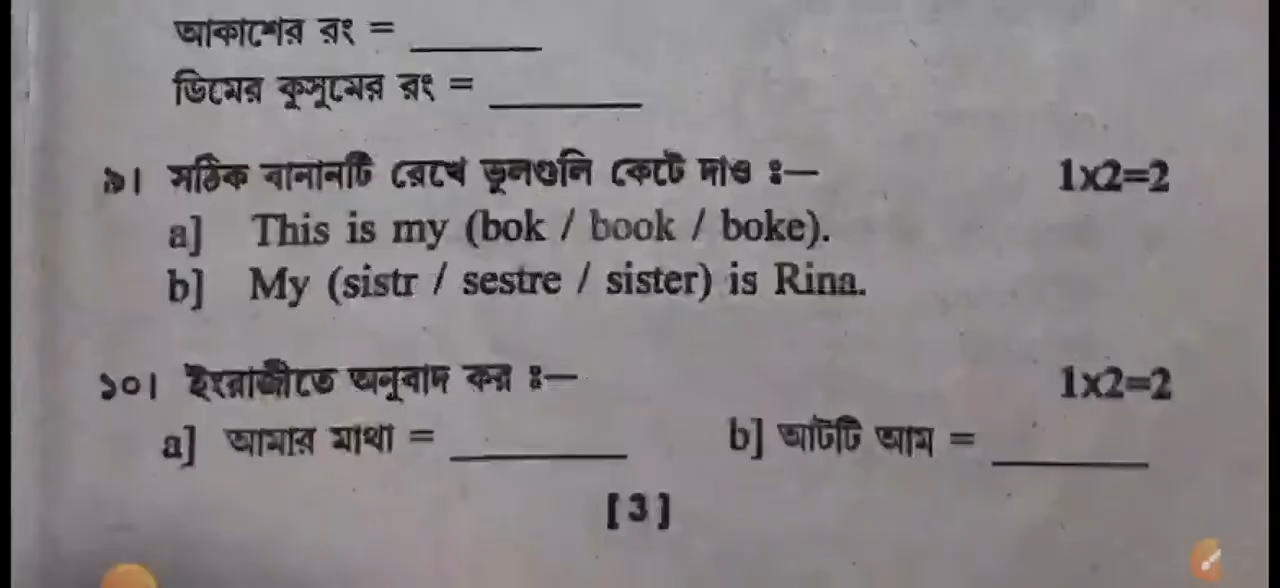 আকাশের রং = ______
ডিমের কুসুমের রং = ______
৯। সঠিক বানানটি রেখে ভুলগুলি কেটে দাও :— 1x2=2
a] This is my (bok / book / boke).
b] My (sistr / sestre / sister) is Rina.
১০। ইংরাজীতে অনুবাদ কর :— 1x2=2
a] আমার মাথা = ______ b] আটটি আম = ______
[3]